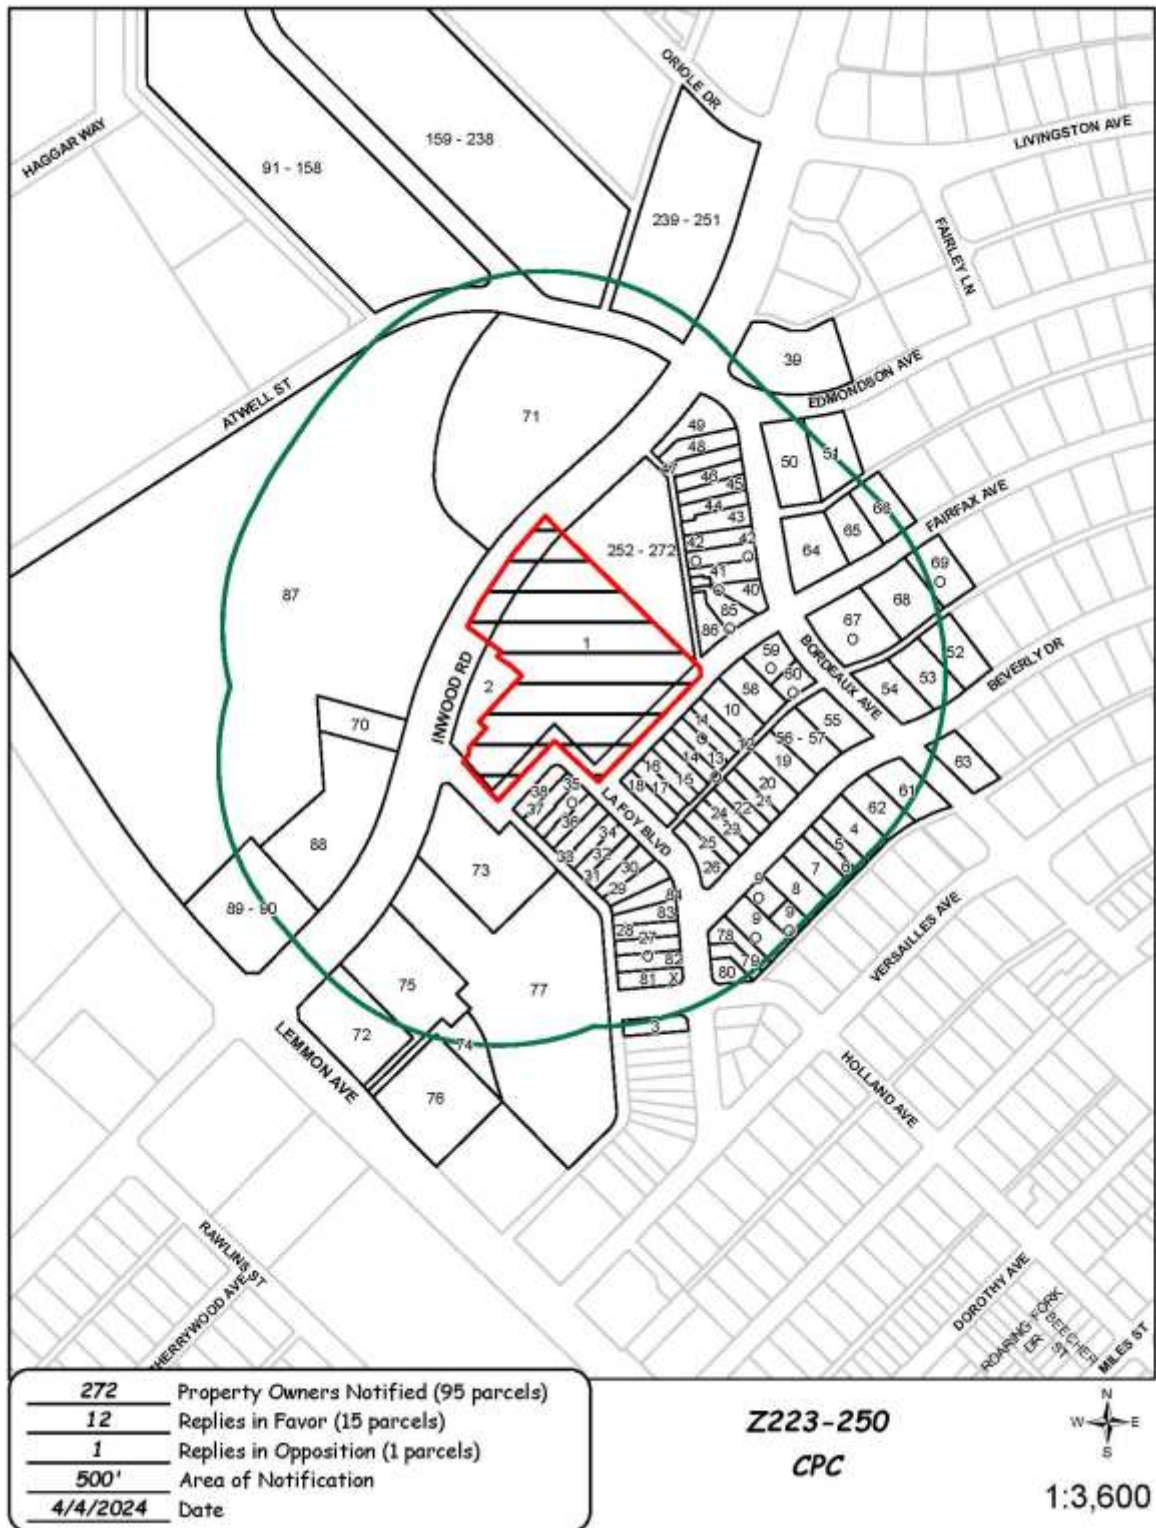 ORIOLE DR
LIVINGSTON AVE
HAGGAR WAY
159 - 238
91 - 158
239 - 251
FAIRLEY LN
39
EDMONDSON AVE
ATWELL ST
71
49
48
50
51
46
45
66
44
43
65
FAIRFAX AVE
252 - 272
42
42
64
69
41
40
87
85
68
67
86
1
59
BORDEAUX AVE
52
BEVERLY DR
INWOOD RD
2
60
53
58
54
70
11
10
55
12
56 - 57
14
13
19
63
16
15
20
38
35
18
17
61
37
LA FOY BLVD
24
22
21
62
36
23
4
34
25
5
88
33
32
26
7
6
73
31
30
9
8
29
84
89 - 90
83
9
9
28
27
78
VERSAILLES AVE
82
79
75
77
81
X
80
72
74
3
LEMMON AVE
HOLLAND AVE
76
RAWLINS ST
HERRYWOOD AVE
DOROTHY AVE
ROARING FORK
DR
BEECHER
ST
MILES ST
272 Property Owners Notified (95 parcels)
12 Replies in Favor (15 parcels)
1 Replies in Opposition (1 parcels)
500' Area of Notification
4/4/2024 Date
Z223-250
CPC
N
W E
S
1:3,600